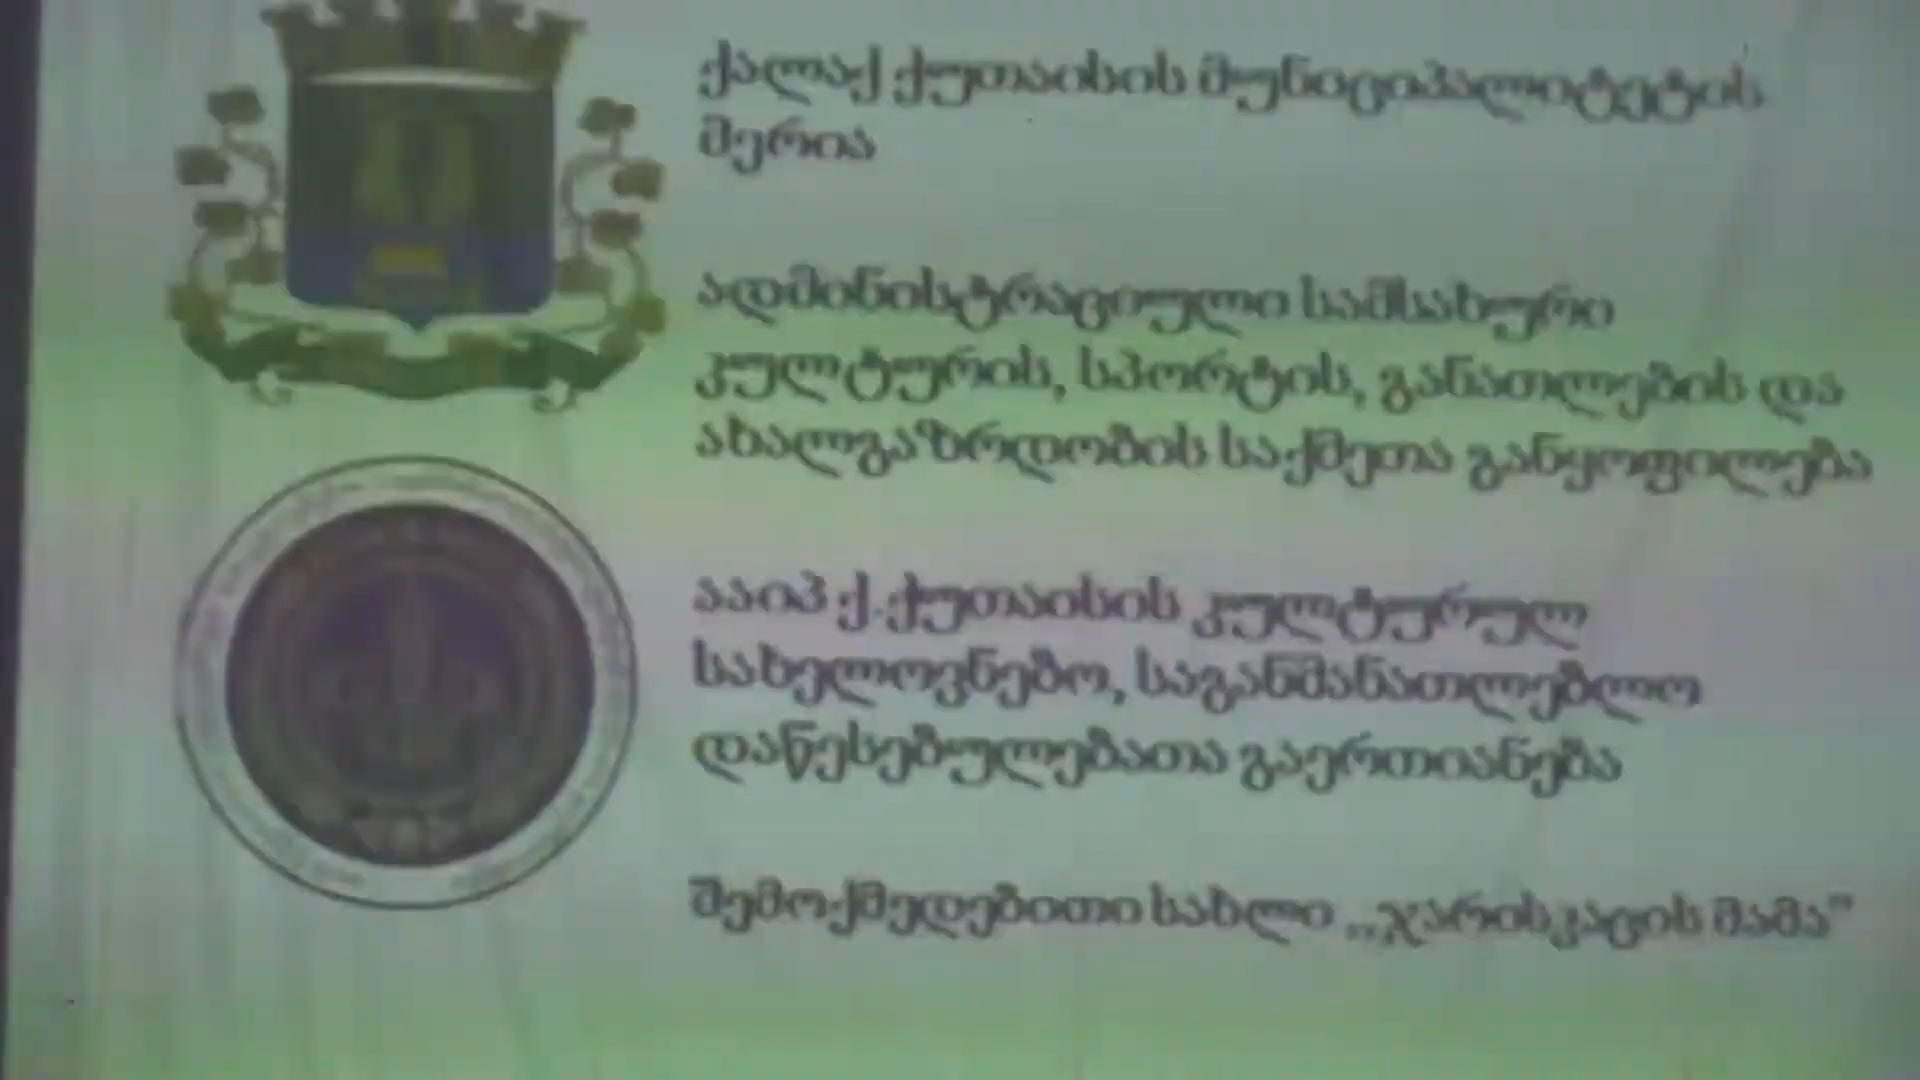 ქალაქ ქუთაისის მუნიციპალიტეტის
მერია
ადმინისტრაციული სამსახური
კულტურის, სპორტის, განათლების და
ახალგაზრდობის საქმეთა განყოფილება
ააიპ ქ.ქუთაისის კულტურულ
სახელოვნებო, საგანმანათლებლო
დაწესებულებათა გაერთიანება
შემოქმედებითი სახლი ,,ჯარისკაცის მამა"